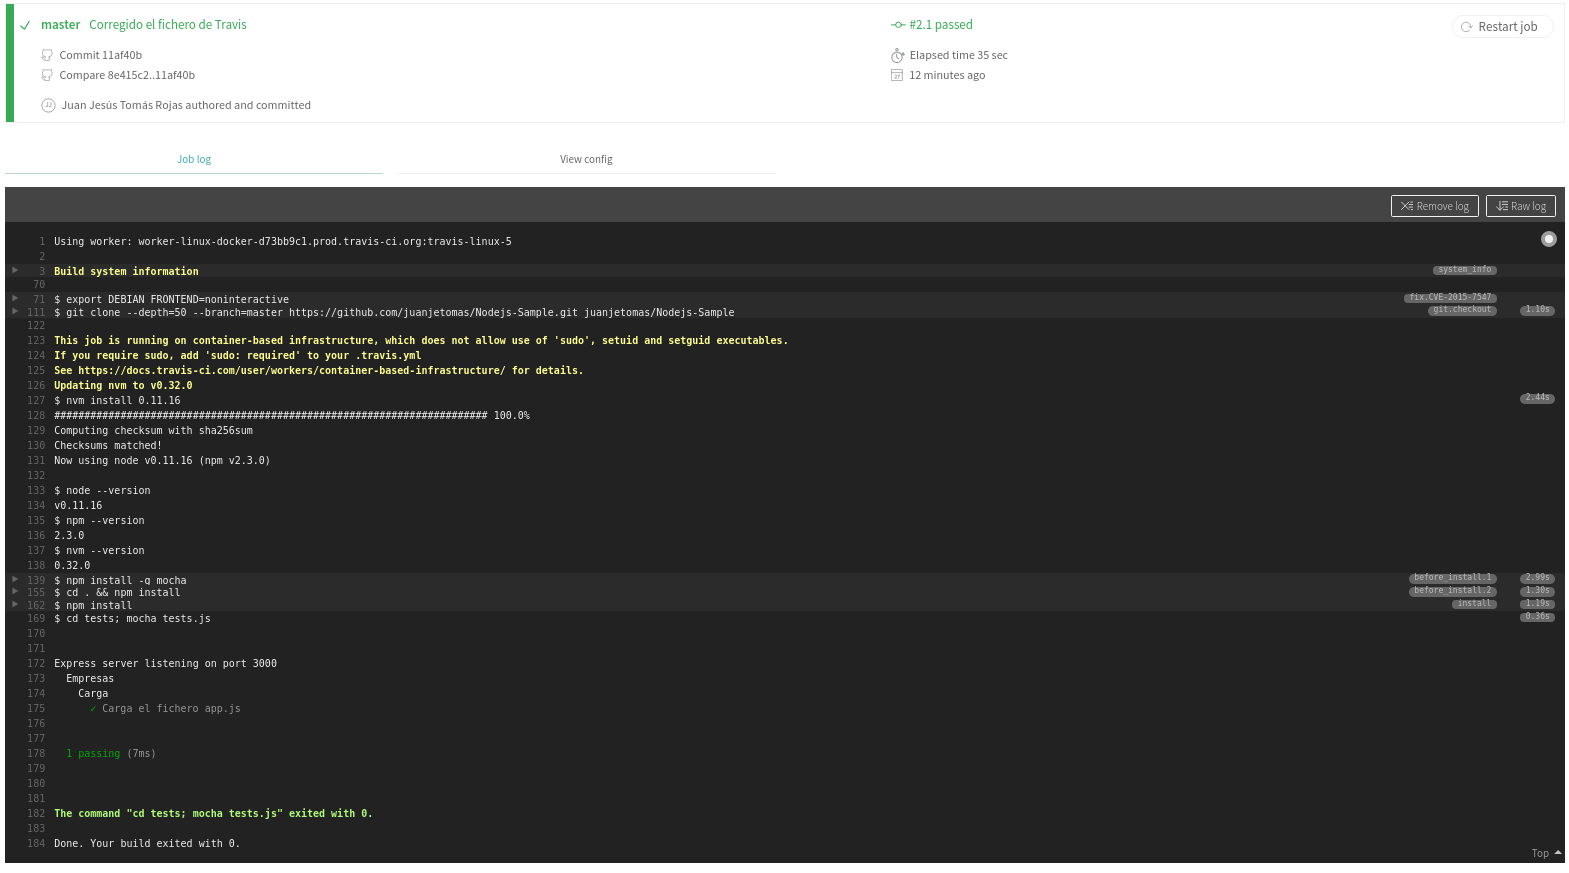 master Corregido el fichero de Travis
#2.1 passed
Restart job
Commit 11af40b
Elapsed time 35 sec
Compare 8e415c2..11af40b
12 minutes ago
Juan Jesús Tomás Rojas authored and committed
Job log
View config
Remove log
Raw log
1 Using worker: worker-linux-docker-d73bb9c1.prod.travis-ci.org:travis-linux-5
2
3 Build system information system_info
70
71 $ export DEBIAN_FRONTEND=noninteractive fix.CVE-2015-7547
111 $ git clone --depth=50 --branch=master https://github.com/juanjetomas/Nodejs-Sample.git juanjetomas/Nodejs-Sample git.checkout 1.10s
122
123 This job is running on container-based infrastructure, which does not allow use of 'sudo', setuid and setguid executables.
124 If you require sudo, add 'sudo: required' to your .travis.yml
125 See https://docs.travis-ci.com/user/workers/container-based-infrastructure/ for details.
126 Updating nvm to v0.32.0
127 $ nvm install 0.11.16 2.44s
128 ######################################################################## 100.0%
129 Computing checksum with sha256sum
130 Checksums matched!
131 Now using node v0.11.16 (npm v2.3.0)
132
133 $ node --version
134 v0.11.16
135 $ npm --version
136 2.3.0
137 $ nvm --version
138 0.32.0
139 $ npm install -g mocha before_install.1 2.99s
155 $ cd . && npm install before_install.2 1.30s
162 $ npm install install 1.19s
169 $ cd tests; mocha tests.js 0.36s
170
171
172 Express server listening on port 3000
173 Empresas
174 Carga
175 ✓ Carga el fichero app.js
176
177
178 1 passing (7ms)
179
180
181
182 The command "cd tests; mocha tests.js" exited with 0.
183
184 Done. Your build exited with 0.
Top